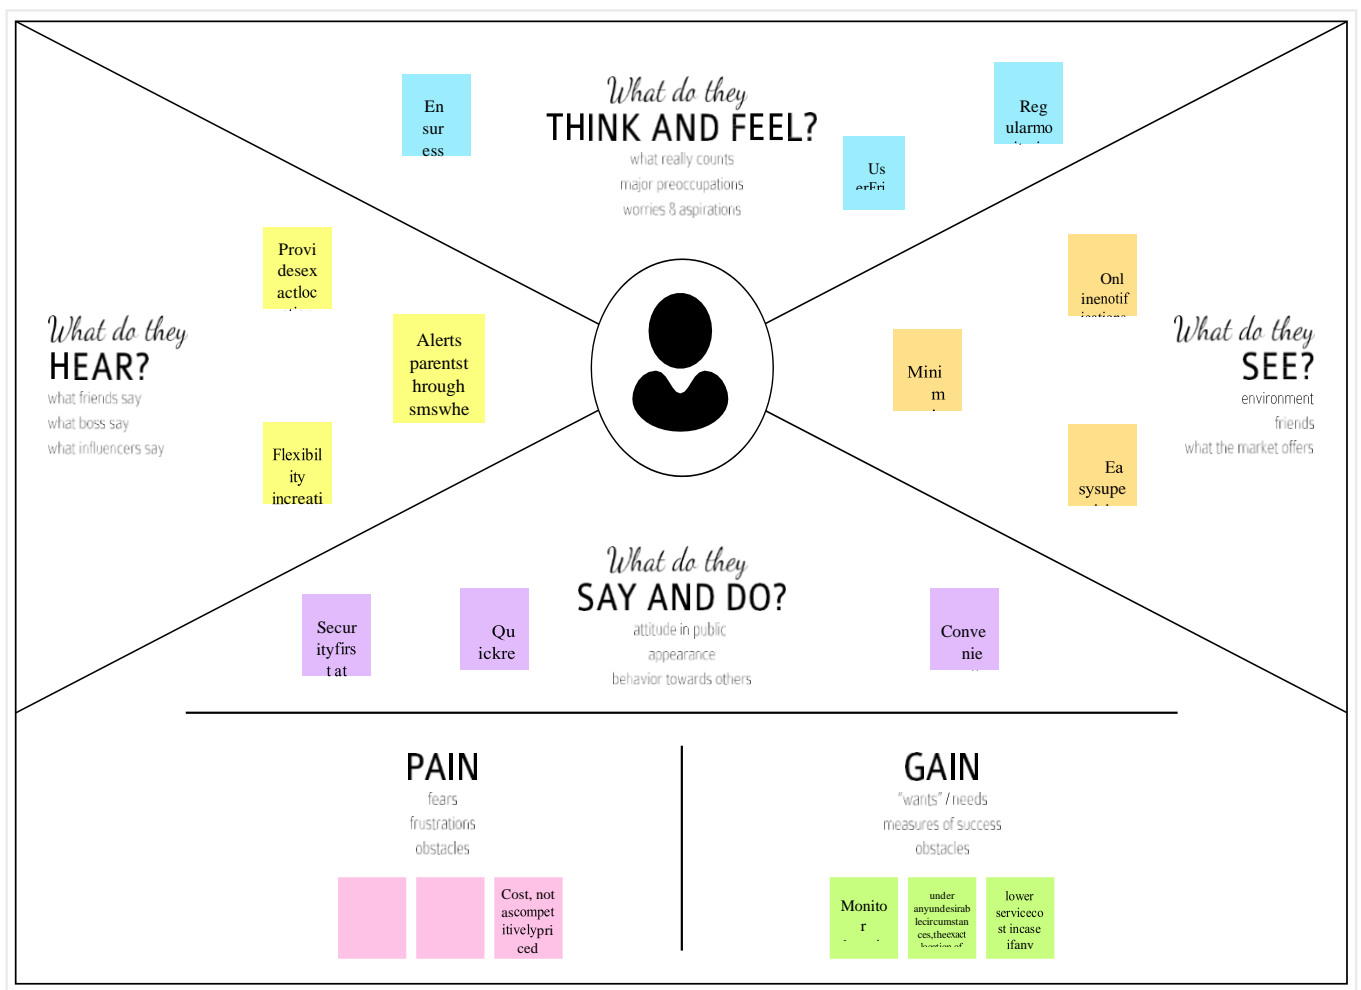 What do they
THINK AND FEEL?
what really counts
major preoccupations
worries & aspirations
En
sur
ess
Us
erFri
Reg
ularmo
What do they
HEAR?
what friends say
what boss say
what influencers say
Provi
desex
actloc
Alerts
parentst
hrough
smswhe
Flexibil
ity
increati
What do they
SEE?
environment
friends
what the market offers
Onl
inenotif
ications
Mini
m
Ea
sysupe
What do they
SAY AND DO?
attitude in public
appearance
behavior towards others
Secur
ityfirs
t at
Qu
ickre
Conve
nie
PAIN
fears
frustrations
obstacles
Cost, not
ascompet
itivelypri
ced
GAIN
"wants" / needs
measures of success
obstacles
Monito
r
under
anyundesirab
lecircumstan
ces,theexact
location of
lower
serviceco
st incase
ifany